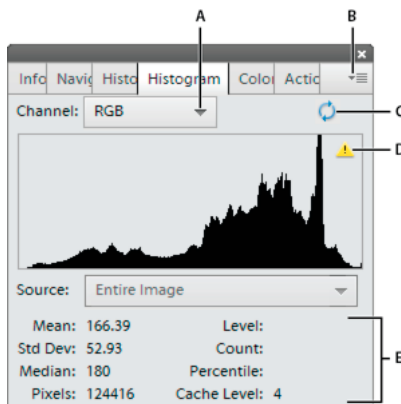 A
B
Info Navig Histo Histogram Color Actic
Channel: RGB
C
D
Source: Entire Image
Mean: 166.39 Level:
Std Dev: 52.93 Count:
Median: 180 Percentile:
Pixels: 124416 Cache Level: 4
E